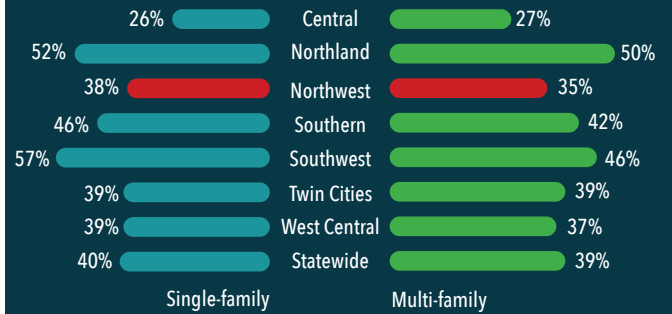 26% Central 27%
52% Northland 50%
38% Northwest 35%
46% Southern 42%
57% Southwest 46%
39% Twin Cities 39%
39% West Central 37%
40% Statewide 39%
Single-family Multi-family